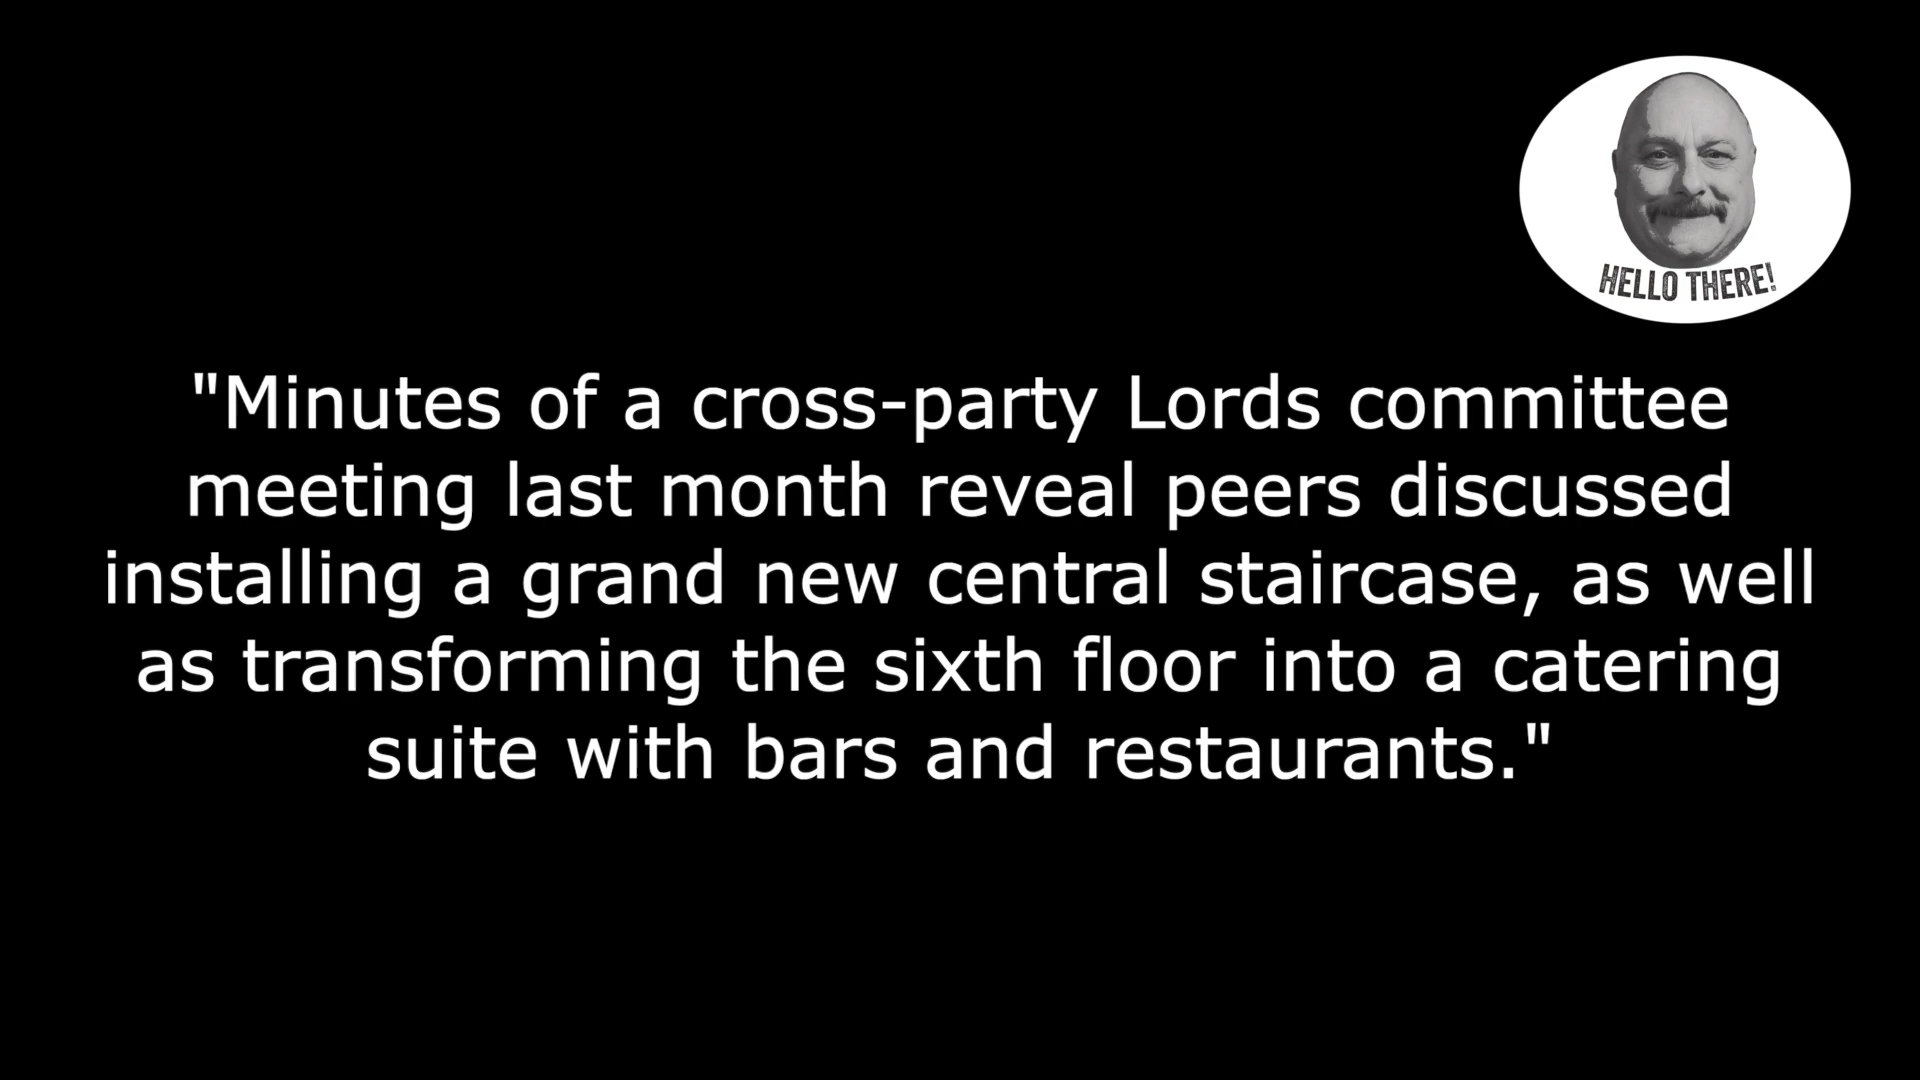 HELLO THERE!
"Minutes of a cross-party Lords committee
meeting last month reveal peers discussed
installing a grand new central staircase, as well
as transforming the sixth floor into a catering
suite with bars and restaurants."